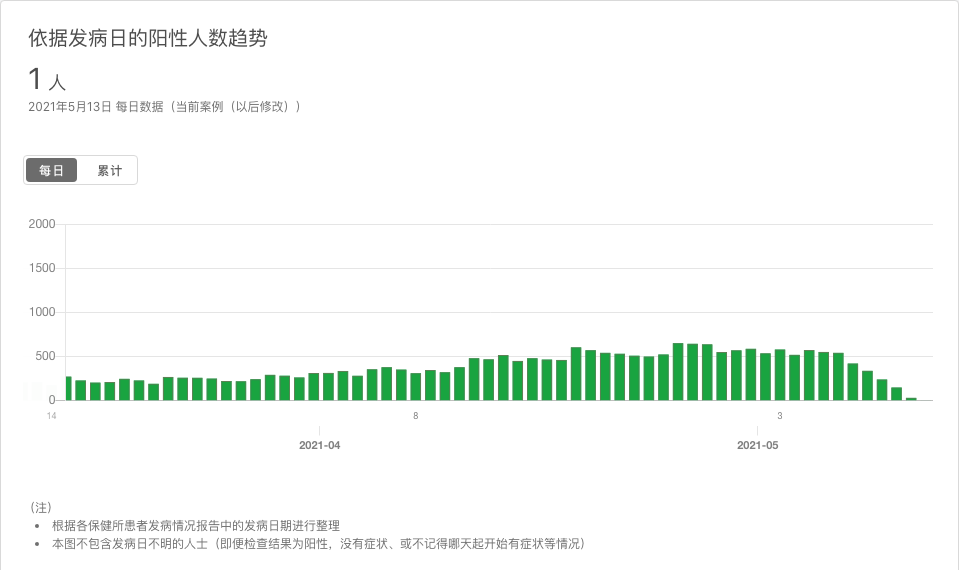 依据发病日的阳性人数趋势
1 人
2021年5月13日 每日数据（当前案例（以后修改））
每日 累计
2000
1500
1000
500
0
14 8 3
2021-04 2021-05
（注）
• 根据各保健所患者发病情况报告中的发病日期进行整理
• 本图不包含发病日不明的人士（即便检查结果为阳性，没有症状、或不记得哪天起开始有症状等情况）